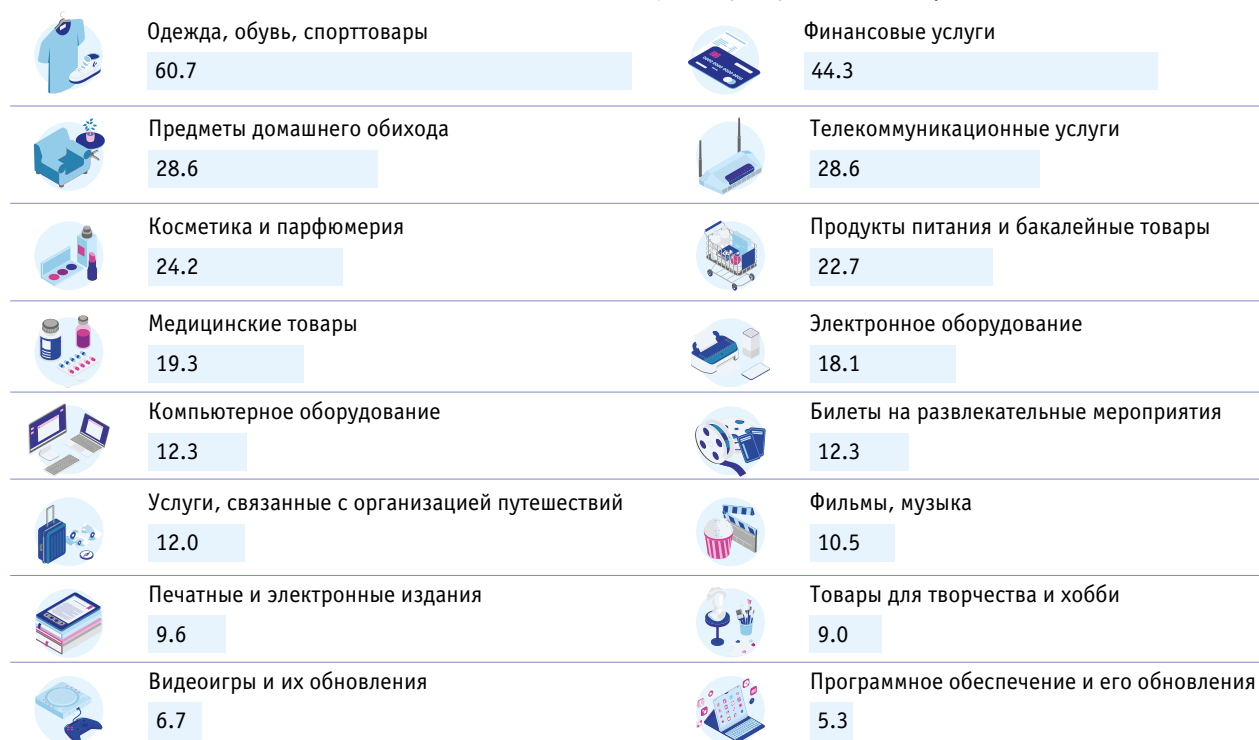 Одежда, обувь, спорттовары
60.7
Финансовые услуги
44.3
Предметы домашнего обихода
28.6
Телекоммуникационные услуги
28.6
Косметика и парфюмерия
24.2
Продукты питания и бакалейные товары
22.7
Медицинские товары
19.3
Электронное оборудование
18.1
Компьютерное оборудование
12.3
Билеты на развлекательные мероприятия
12.3
Услуги, связанные с организацией путешествий
12.0
Фильмы, музыка
10.5
Печатные и электронные издания
9.6
Товары для творчества и хобби
9.0
Видеоигры и их обновления
6.7
Программное обеспечение и его обновления
5.3